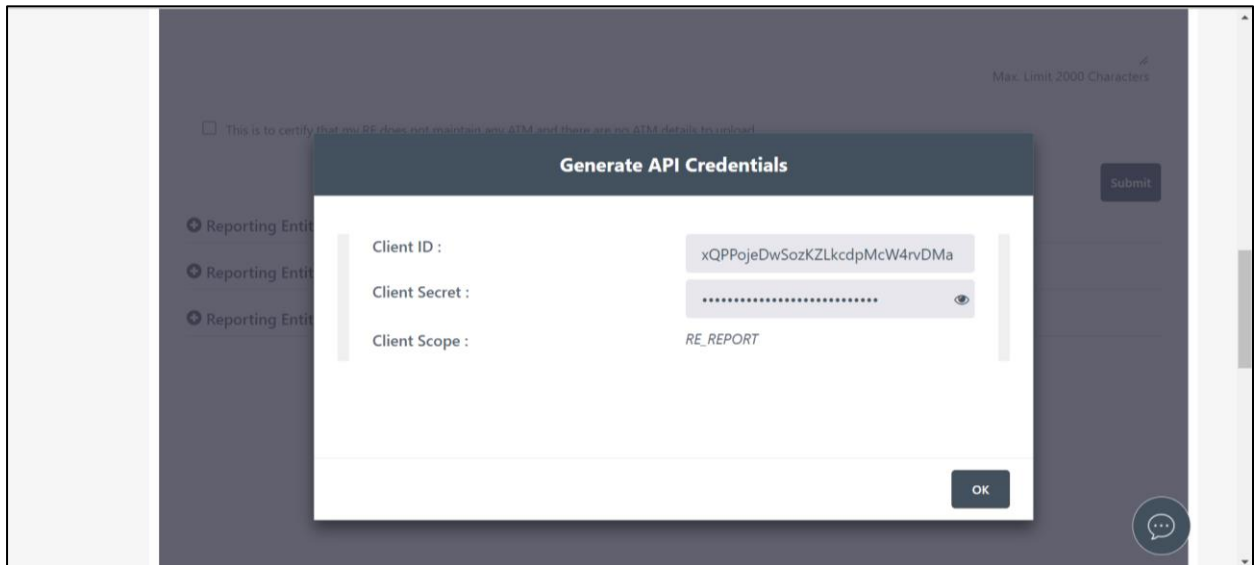 Max. Limit 2000 Characters
This is to certify that my RE does not maintain any ATM and there are no ATM details to upload
Generate API Credentials
Submit
Reporting Entit
Client ID :
xQPPojeDwSozKZLkcdpMcW4rvDMa
Reporting Entit
Client Secret :
••••••••••••••••••••••••••••
Reporting Entit
Client Scope :
RE_REPORT
OK